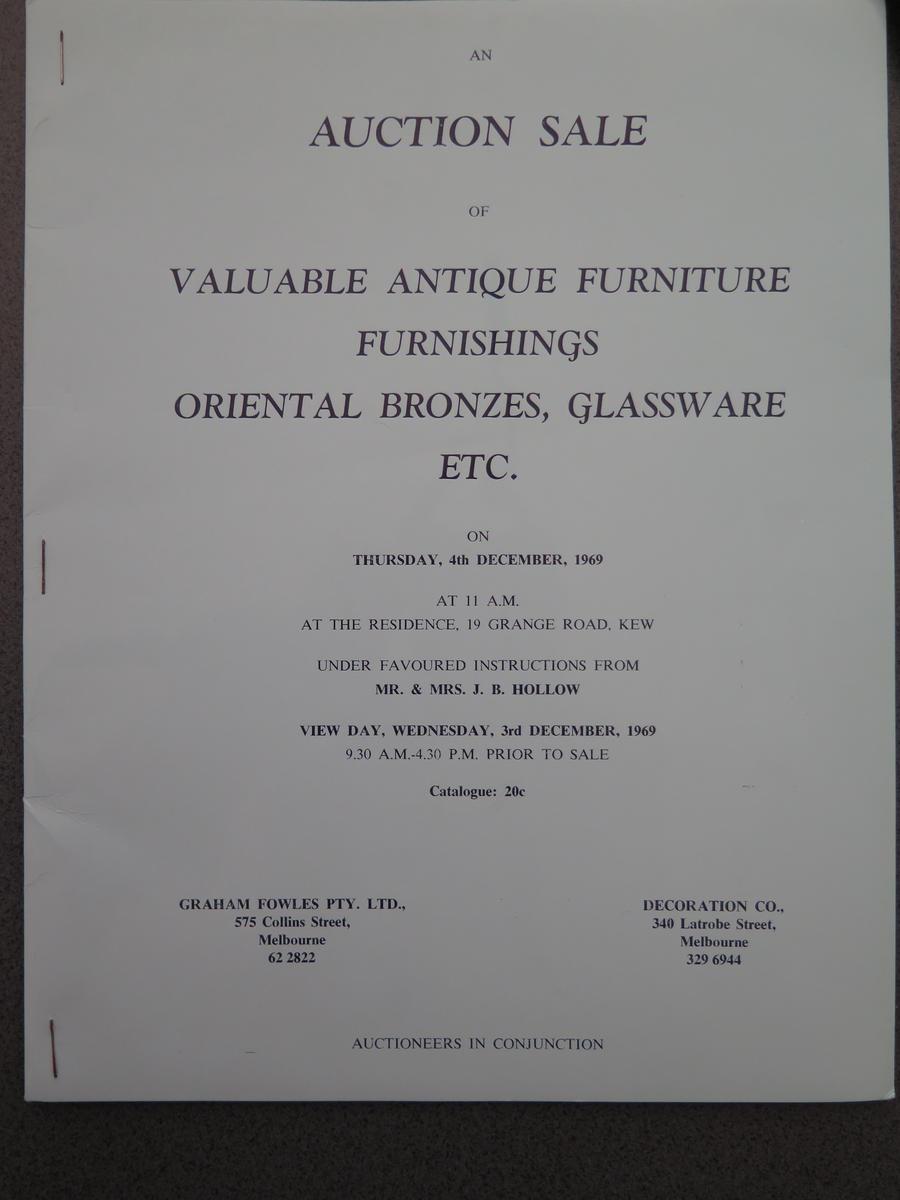 AN
AUCTION SALE
OF
VALUABLE ANTIQUE FURNITURE
FURNISHINGS
ORIENTAL BRONZES, GLASSWARE
ETC.
ON
THURSDAY, 4th DECEMBER, 1969
AT 11 A.M.
AT THE RESIDENCE, 19 GRANGE ROAD, KEW
UNDER FAVOURED INSTRUCTIONS FROM
MR. & MRS. J. B. HOLLOW
VIEW DAY, WEDNESDAY, 3rd DECEMBER, 1969
9.30 A.M.-4.30 P.M. PRIOR TO SALE
Catalogue: 20c
GRAHAM FOWLES PTY. LTD.,
575 Collins Street,
Melbourne
62 2822
DECORATION CO.,
340 Latrobe Street,
Melbourne
329 6944
AUCTIONEERS IN CONJUNCTION